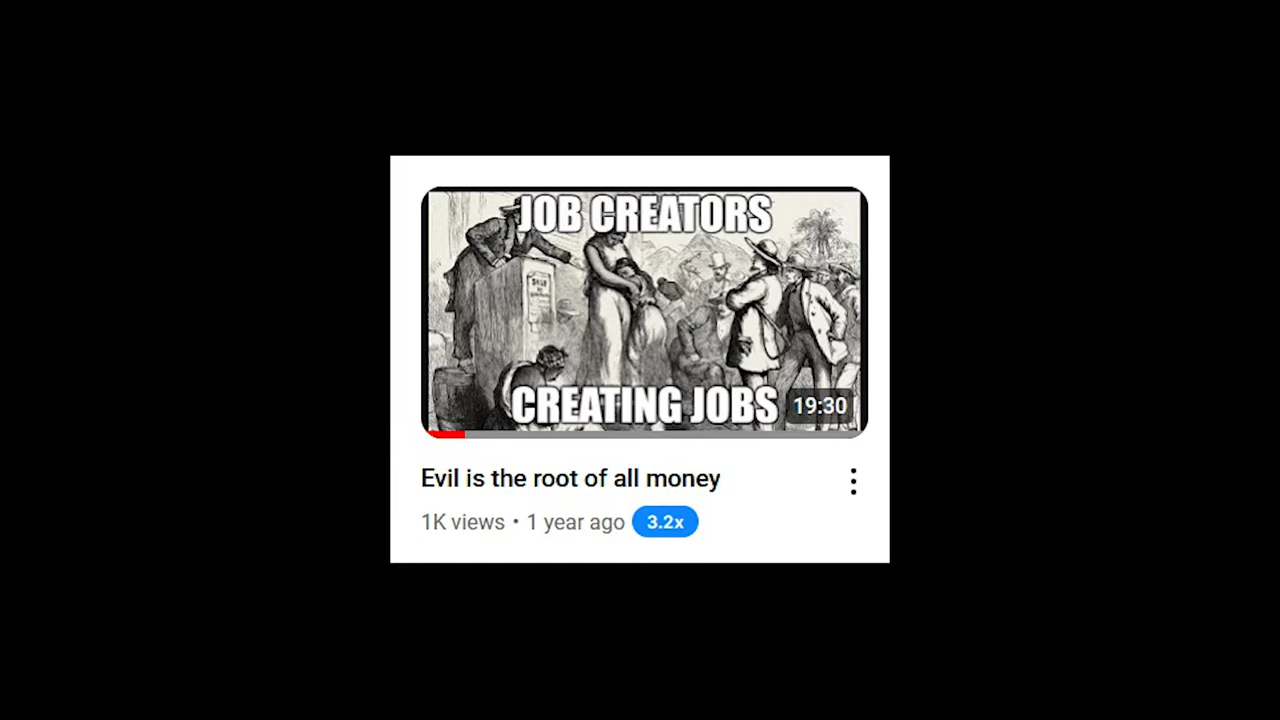 JOB CREATORS
CREATING JOBS
19:30
Evil is the root of all money
1K views • 1 year ago 3.2x